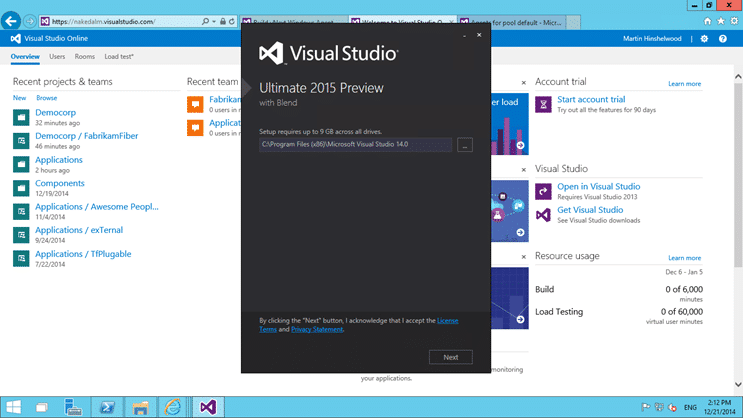 https://nakedalm.visualstudio.com/
Build .Net Windows Agent
Welcome to Visual Studio O...
Agents for pool default - Micr...
Visual Studio Online
Martin Hinshelwood
Overview Users Rooms Load test*
Recent projects & teams
New Browse
Democorp
32 minutes ago
Democorp / FabrikamFiber
46 minutes ago
Applications
2 hours ago
Components
12/19/2014
Applications / Awesome Peopl...
11/4/2014
Applications / exTernal
9/24/2014
Applications / TfPlugable
7/22/2014
Recent team
Fabrikam
0 users in
Applicatio
0 users in
Visual Studio
Ultimate 2015 Preview
with Blend
Setup requires up to 9 GB across all drives.
C:\Program Files (x86)\Microsoft Visual Studio 14.0
...
By clicking the "Next" button, I acknowledge that I accept the License
Terms and Privacy Statement.
Next
er load
monitoring
your applications.
Account trial Learn more
Start account trial
Try out all the features for 90 days
Visual Studio
Open in Visual Studio
Requires Visual Studio 2013
Get Visual Studio
See Visual Studio downloads
Resource usage Learn more
Dec 6 - Jan 5
Build 0 of 6,000
minutes
Load Testing 0 of 60,000
virtual user minutes
ENG
2:12 PM
12/21/2014